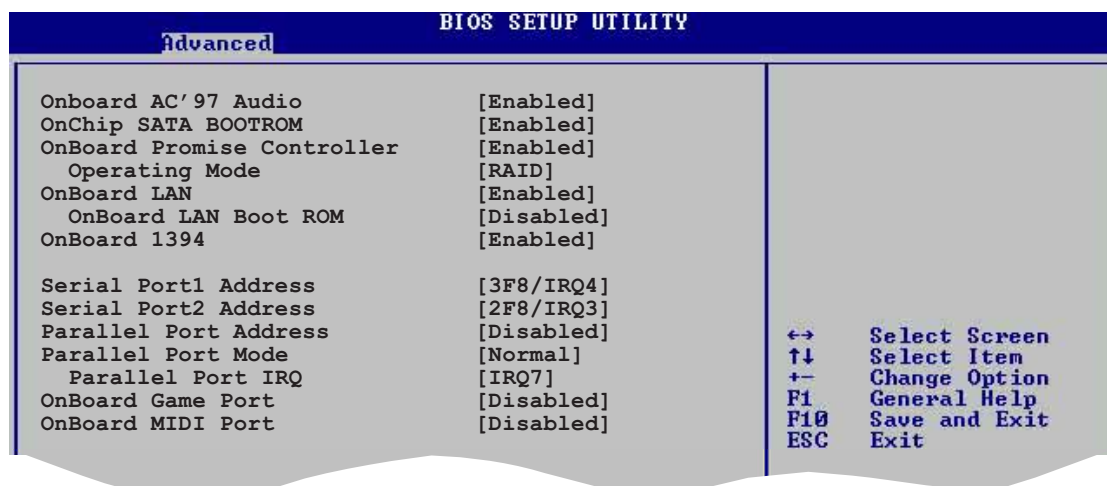 BIOS SETUP UTILITY
Advanced
Onboard AC'97 Audio [Enabled]
OnChip SATA BOOTROM [Enabled]
OnBoard Promise Controller [Enabled]
Operating Mode [RAID]
OnBoard LAN [Enabled]
OnBoard LAN Boot ROM [Disabled]
OnBoard 1394 [Enabled]
Serial Port1 Address [3F8/IRQ4]
Serial Port2 Address [2F8/IRQ3]
Parallel Port Address [Disabled]
Parallel Port Mode [Normal]
Parallel Port IRQ [IRQ7]
OnBoard Game Port [Disabled]
OnBoard MIDI Port [Disabled]
↔ Select Screen
↑↓ Select Item
+- Change Option
F1 General Help
F10 Save and Exit
ESC Exit